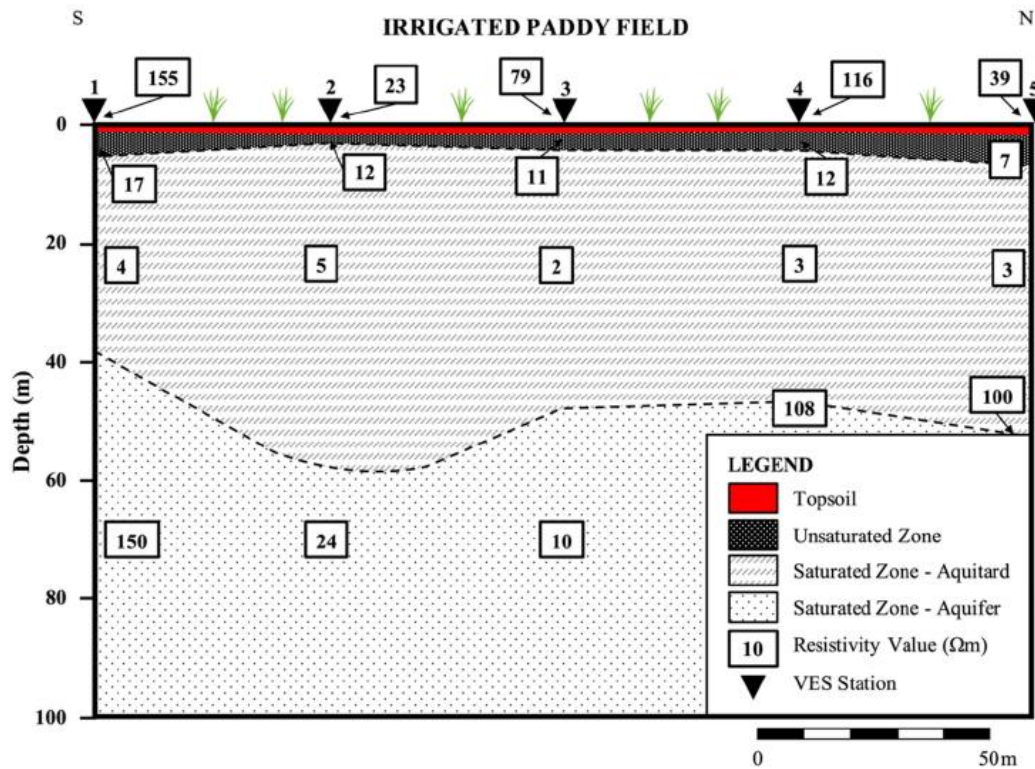 S
N
IRRIGATED PADDY FIELD
1
155
2
23
79
3
4
116
39
5
0
17
12
11
12
7
20
4
5
2
3
3
40
100
108
Depth (m)
60
150
24
10
80
100
LEGEND
Topsoil
Unsaturated Zone
Saturated Zone - Aquitard
Saturated Zone - Aquifer
10 Resistivity Value (Ωm)
VES Station
0 50m